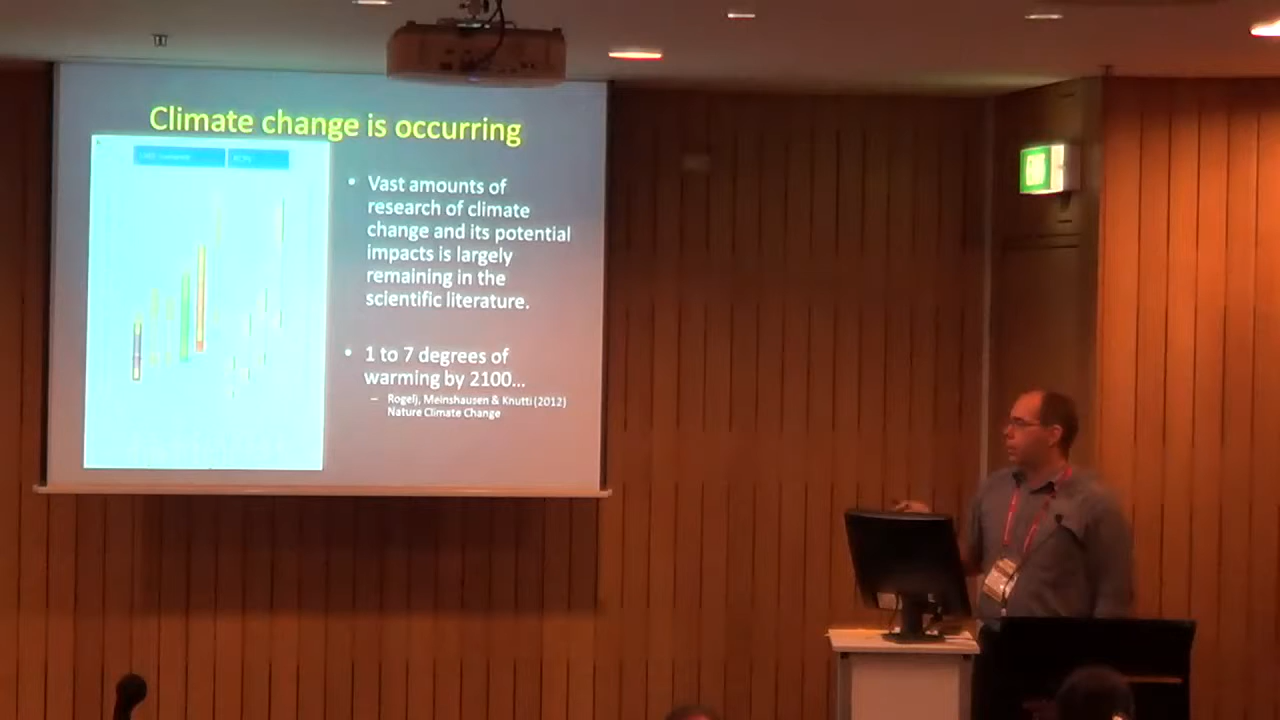 Climate change is occurring
• Vast amounts of
research of climate
change and its potential
impacts is largely
remaining in the
scientific literature.
• 1 to 7 degrees of
warming by 2100...
– Rogelj, Meinshausen & Knutti (2012)
Nature Climate Change